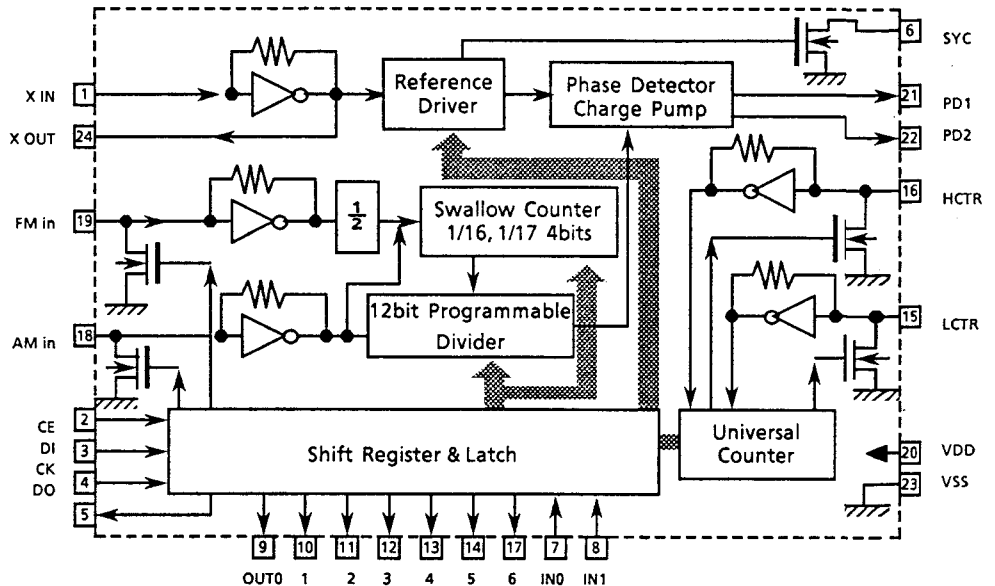 6 SYC
X IN 1
Reference
Driver
Phase Detector
Charge Pump
21 PD1
X OUT 24
22 PD2
FM in 19
1/2
Swallow Counter
1/16, 1/17 4bits
16 HCTR
AM in 18
12bit Programmable
Divider
15 LCTR
CE 2
DI 3
CK 4
DO 5
Shift Register & Latch
Universal
Counter
20 VDD
23 VSS
9 10 11 12 13 14 17 7 8
OUT0 1 2 3 4 5 6 IN0 IN1